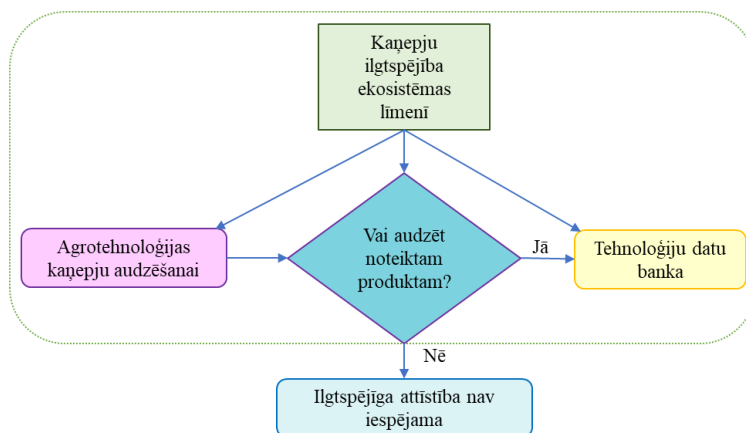 Kaņepju
ilgtspējība
ekosistēmas
līmenī
Agrotehnoloģijas
kaņepju audzēšanai
Vai audzēt
noteiktam
produktam?
Jā
Tehnoloģiju datu
banka
Nē
Ilgtspējīga attīstība nav
iespējama